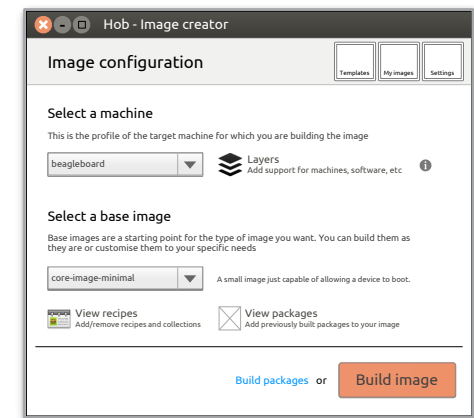 Hob - Image creator
Image configuration
Templates
My images
Settings
Select a machine
This is the profile of the target machine for which you are building the image
beagleboard
Layers
Add support for machines, software, etc
Select a base image
Base images are a starting point for the type of image you want. You can build them as
they are or customise them to your specific needs
core-image-minimal
A small image just capable of allowing a device to boot.
View recipes
Add/remove recipes and collections
View packages
Add previously built packages to your image
Build packages or
Build image